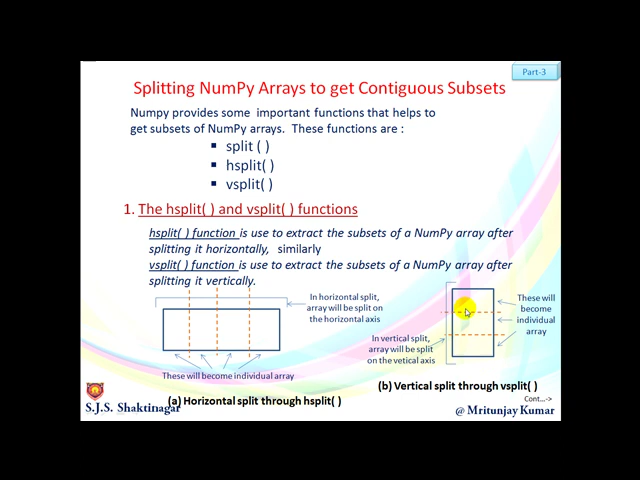 Part-3
Splitting NumPy Arrays to get Contiguous Subsets
Numpy provides some important functions that helps to
get subsets of NumPy arrays. These functions are :
▪ split ( )
▪ hsplit( )
▪ vsplit( )
1. The hsplit( ) and vsplit( ) functions
hsplit( ) function is use to extract the subsets of a NumPy array after
splitting it horizontally, similarly
vsplit( ) function is use to extract the subsets of a NumPy array after
splitting it vertically.
In horizontal split,
array will be split on
the horizontal axis
These will become individual array
(a) Horizontal split through hsplit( )
In vertical split,
array will be split
on the vetical axis
These will
become
individual
array
(b) Vertical split through vsplit( )
Cont...->
S.J.S. Shaktinagar
@ Mritunjay Kumar